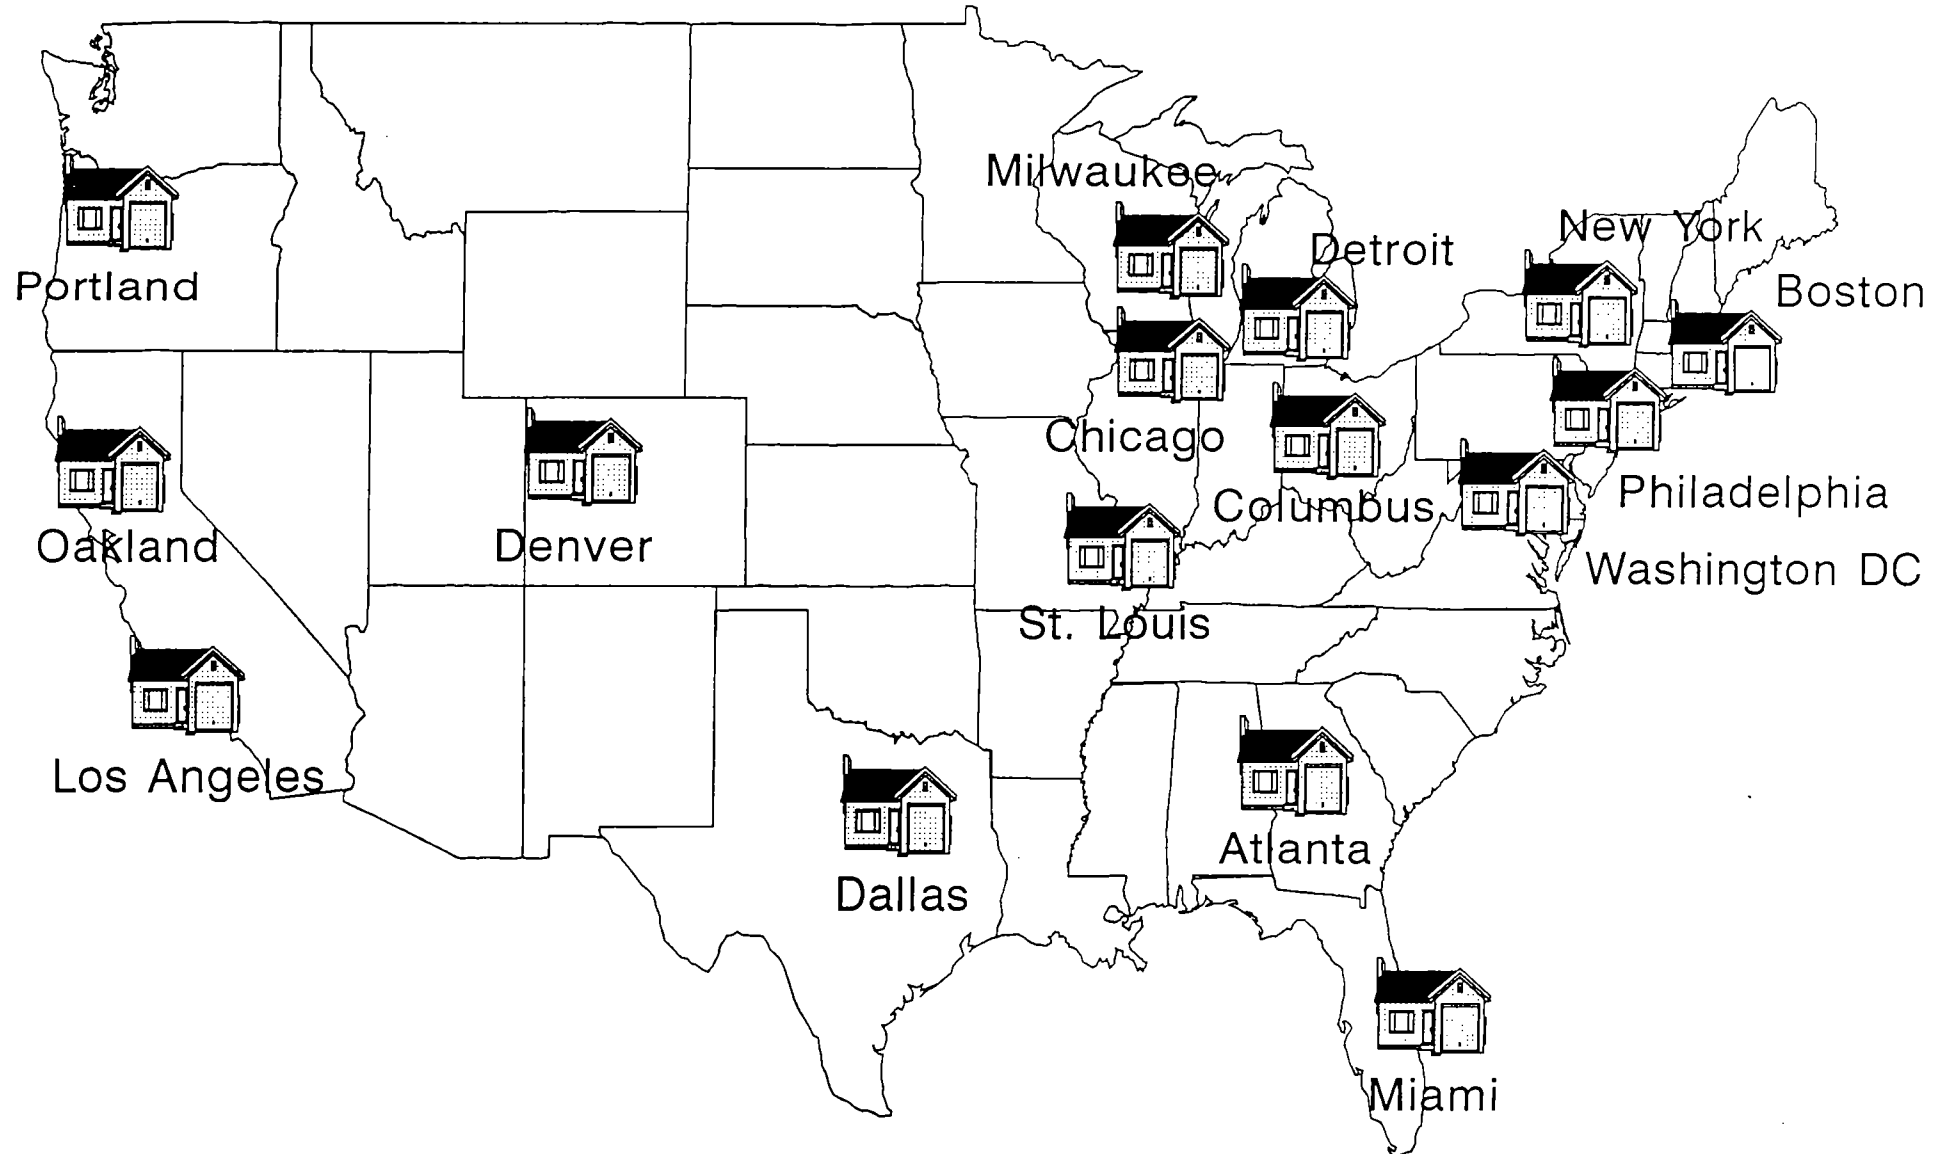 Milwaukee
New York
Detroit
Portland
Boston
Chicago
Philadelphia
Columbus
Oakland
Denver
Washington DC
St. Louis
Los Angeles
Atlanta
Dallas
Miami